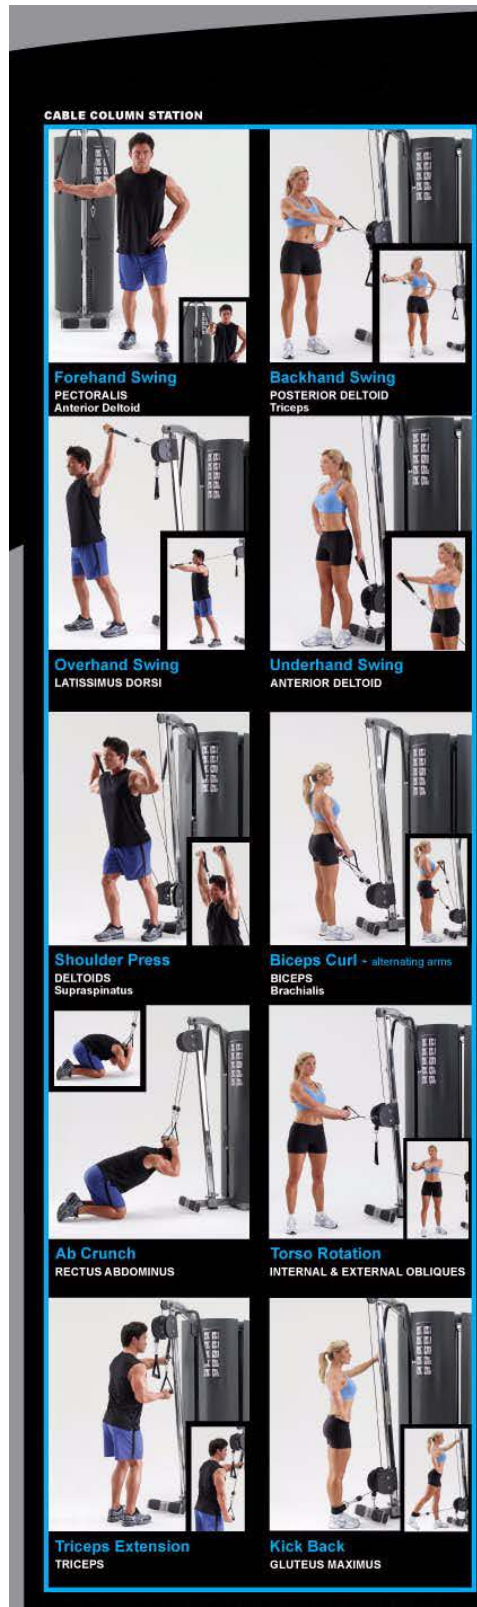 CABLE COLUMN STATION
Forehand Swing
PECTORALIS
Anterior Deltoid
Backhand Swing
POSTERIOR DELTOID
Triceps
Overhand Swing
LATISSIMUS DORSI
Underhand Swing
ANTERIOR DELTOID
Shoulder Press
DELTOIDS
Supraspinatus
Biceps Curl - alternating arms
BICEPS
Brachialis
Ab Crunch
RECTUS ABDOMINUS
Torso Rotation
INTERNAL & EXTERNAL OBLIQUES
Triceps Extension
TRICEPS
Kick Back
GLUTEUS MAXIMUS